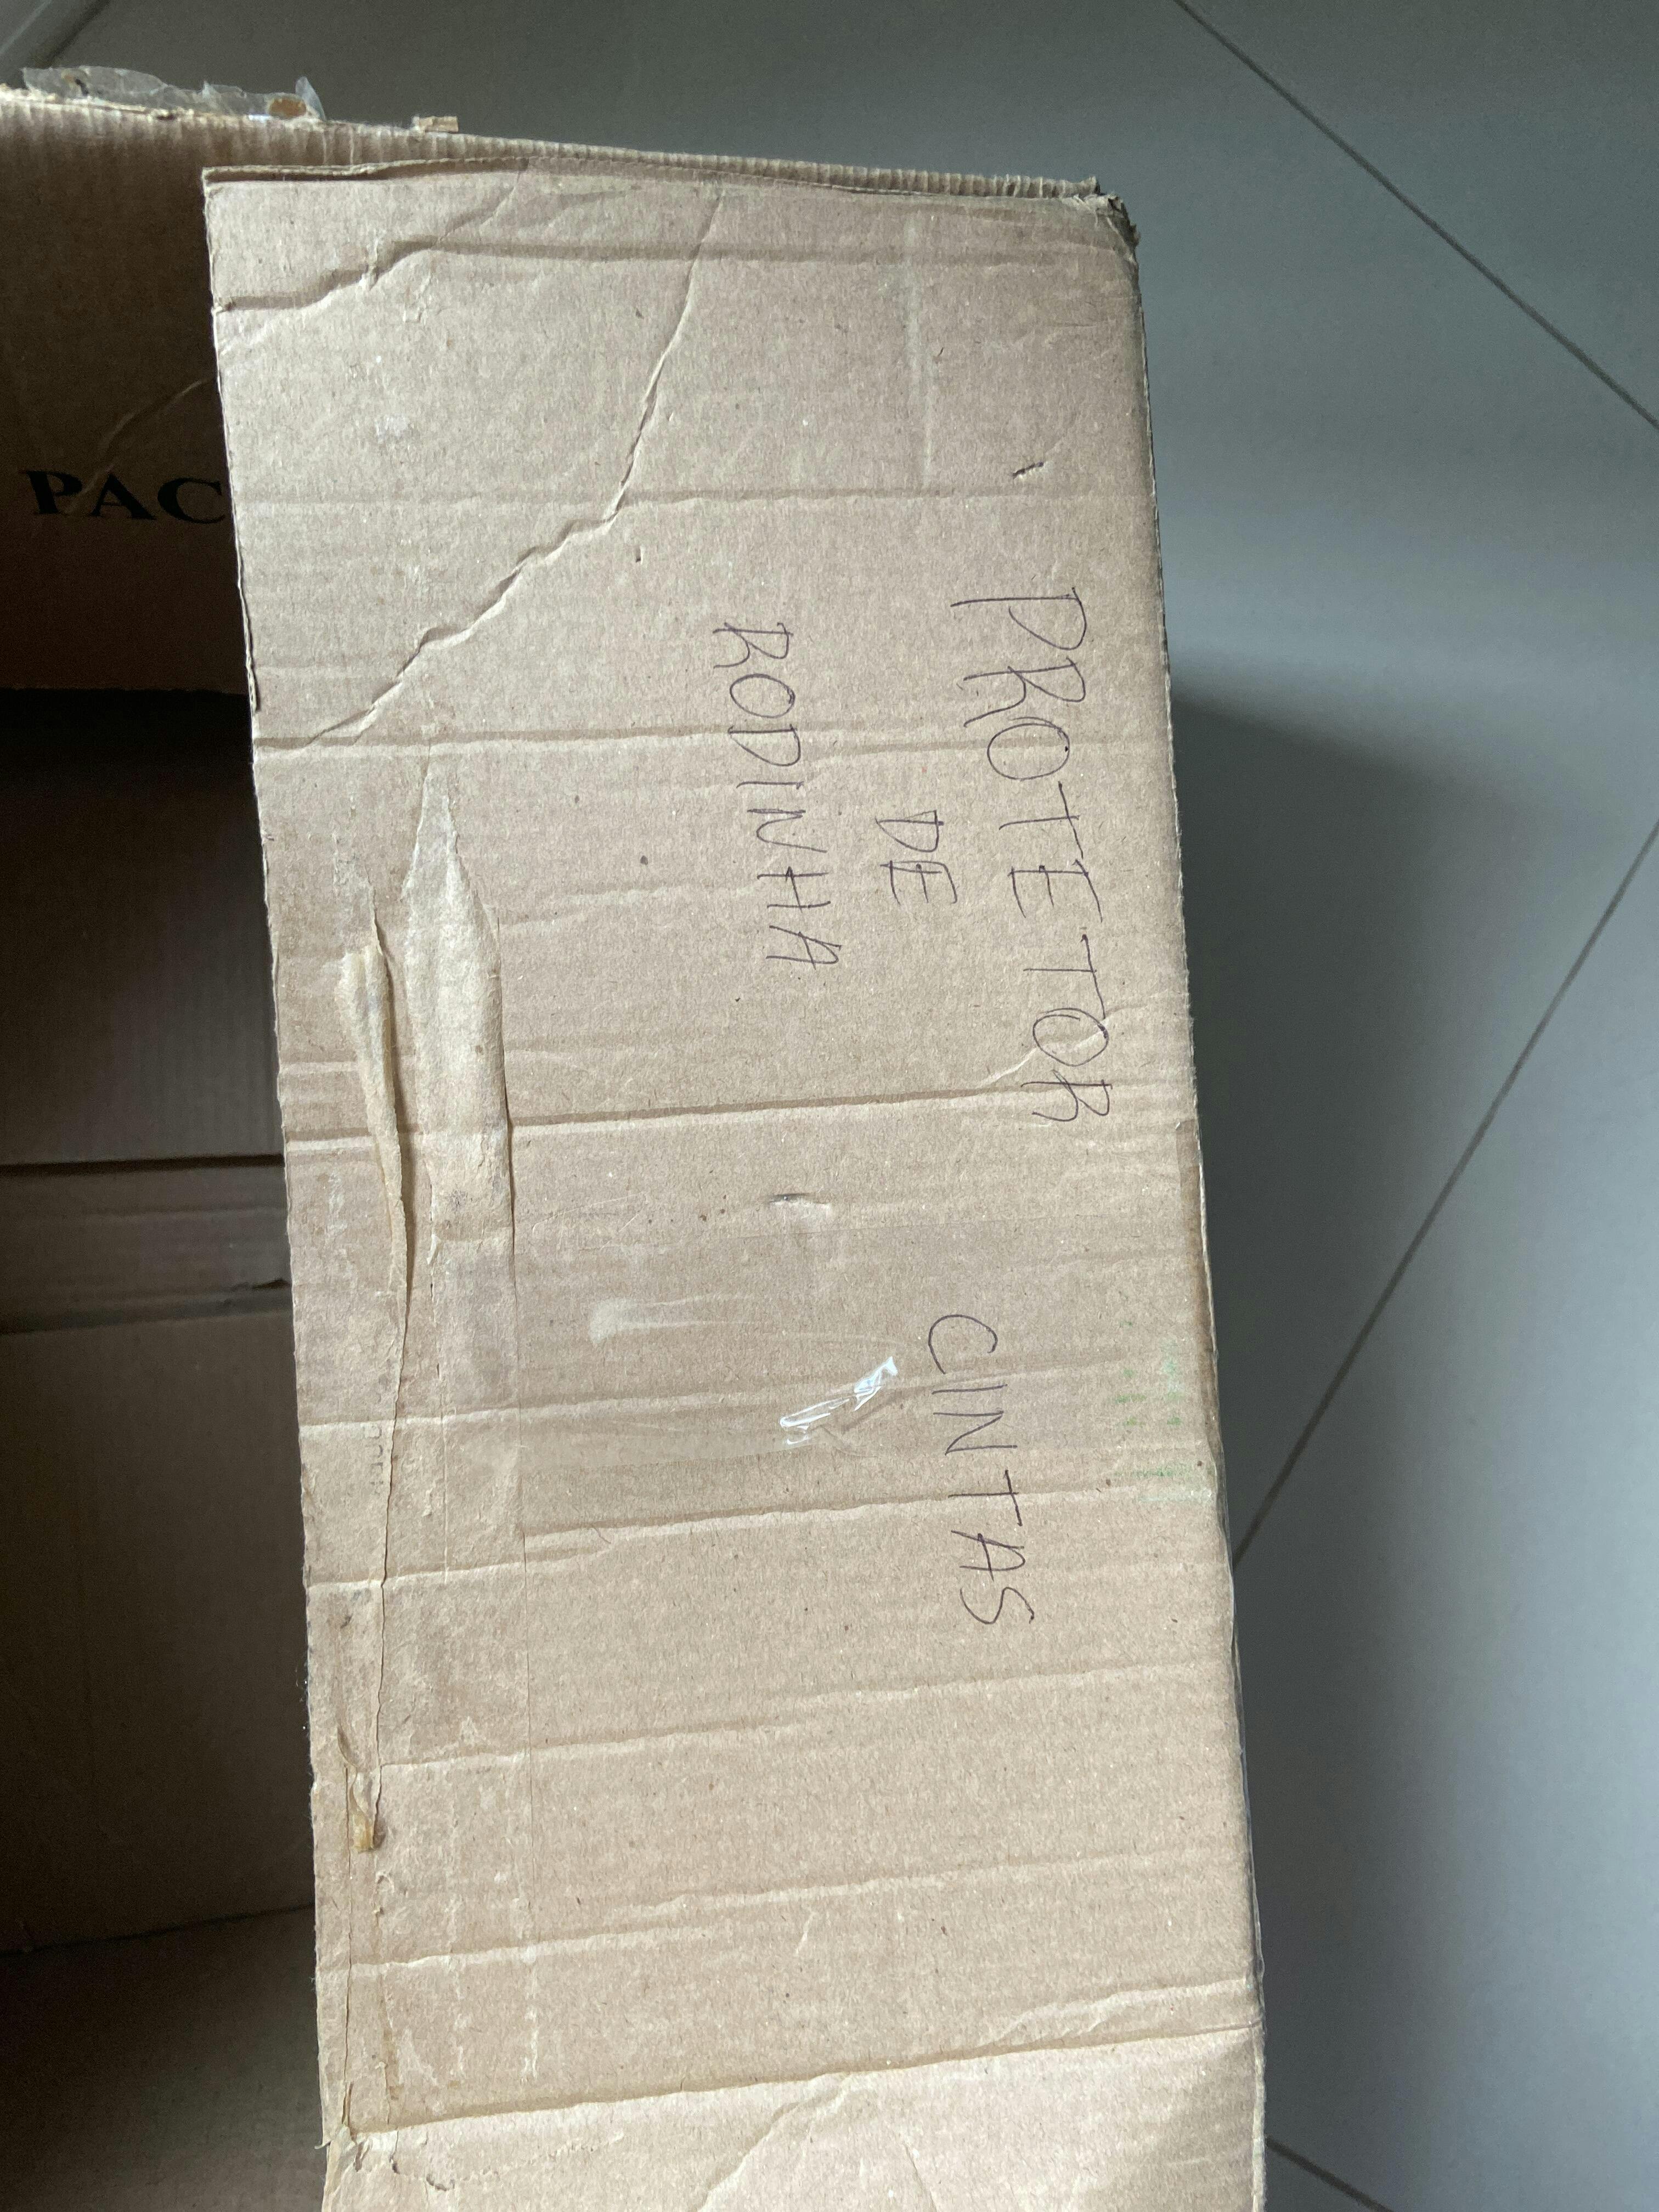 PROTETOR
DE
RODINHA
CINTAS
PAC